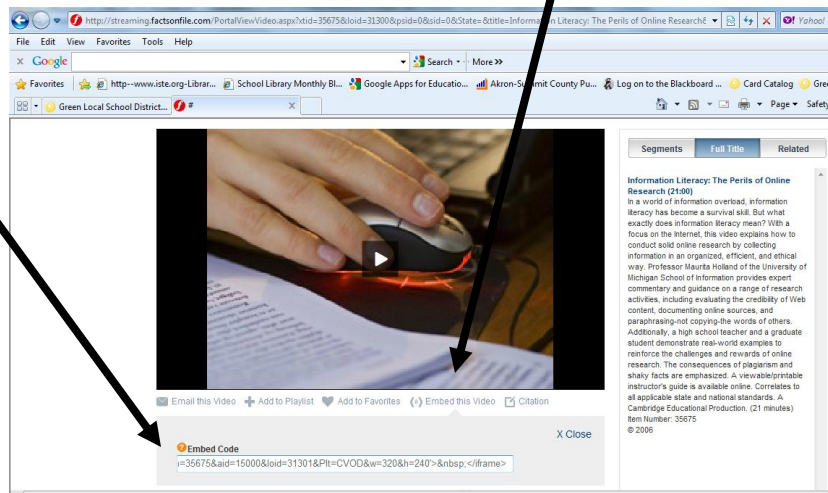 http://streaming.factsonfile.com/PortalViewVideo.aspx?xtid=35675&loid=31300&psid=0&sid=0&State=&title=Information Literacy: The Perils of Online Research&
Yahoo!
File Edit View Favorites Tools Help
x Google Search More >>
Favorites http--www.iste.org-Librar... School Library Monthly Bl... Google Apps for Educatio... Akron-Summit County Pu... Log on to the Blackboard ... Card Catalog Gree
Green Local School District... # X Page Safety
Segments Full Title Related
Information Literacy: The Perils of Online
Research (21:00)
In a world of information overload, information
literacy has become a survival skill. But what
exactly does information literacy mean? With a
focus on the Internet, this video explains how to
conduct solid online research by collecting
information in an organized, efficient, and ethical
way. Professor Maurita Holland of the University of
Michigan School of Information provides expert
commentary and guidance on a range of research
activities, including evaluating the credibility of Web
content, documenting online sources, and
paraphrasing-not copying-the words of others.
Additionally, a high school teacher and a graduate
student demonstrate real-world examples to
reinforce the challenges and rewards of online
research. The consequences of plagiarism and
shaky facts are emphasized. A viewable/printable
instructor's guide is available online. Correlates to
all applicable state and national standards. A
Cambridge Educational Production. (21 minutes)
Item Number: 35675
© 2006
Email this Video Add to Playlist Add to Favorites Embed this Video Citation
X Close
Embed Code
=35675&aid=15000&loid=31301&Plt=CVOD&w=320&h=240'>&nbsp;</iframe>